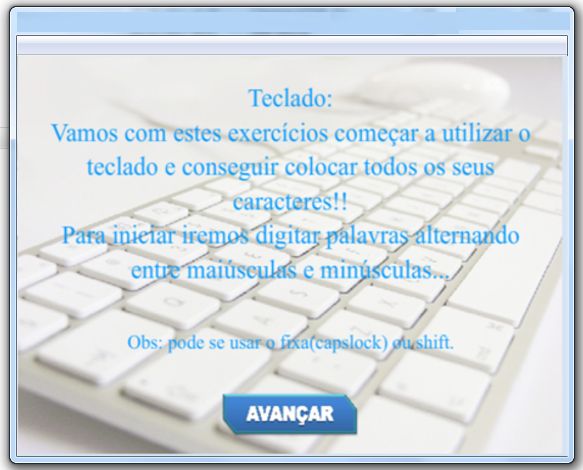 Teclado:
Vamos com estes exercícios começar a utilizar o
teclado e conseguir colocar todos os seus
caracteres!!
Para iniciar iremos digitar palavras alternando
entre maiúsculas e minúsculas...
Obs: pode se usar o fixa(capslock) ou shift.
AVANÇAR